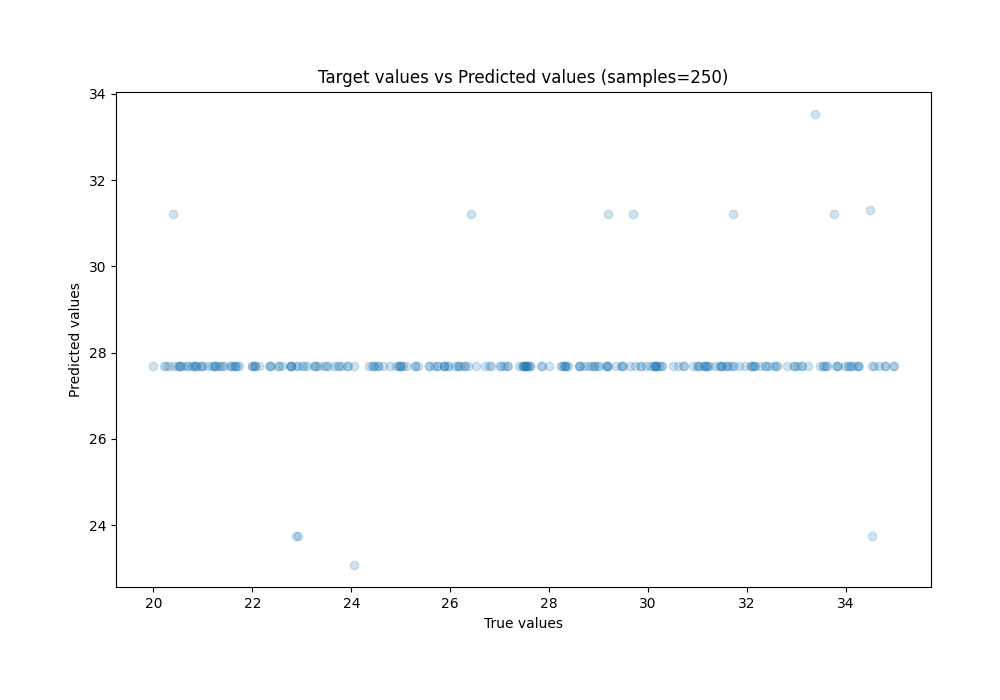 Target values vs Predicted values (samples=250)
34
32
30
28
26
24
Predicted values
20 22 24 26 28 30 32 34
True values